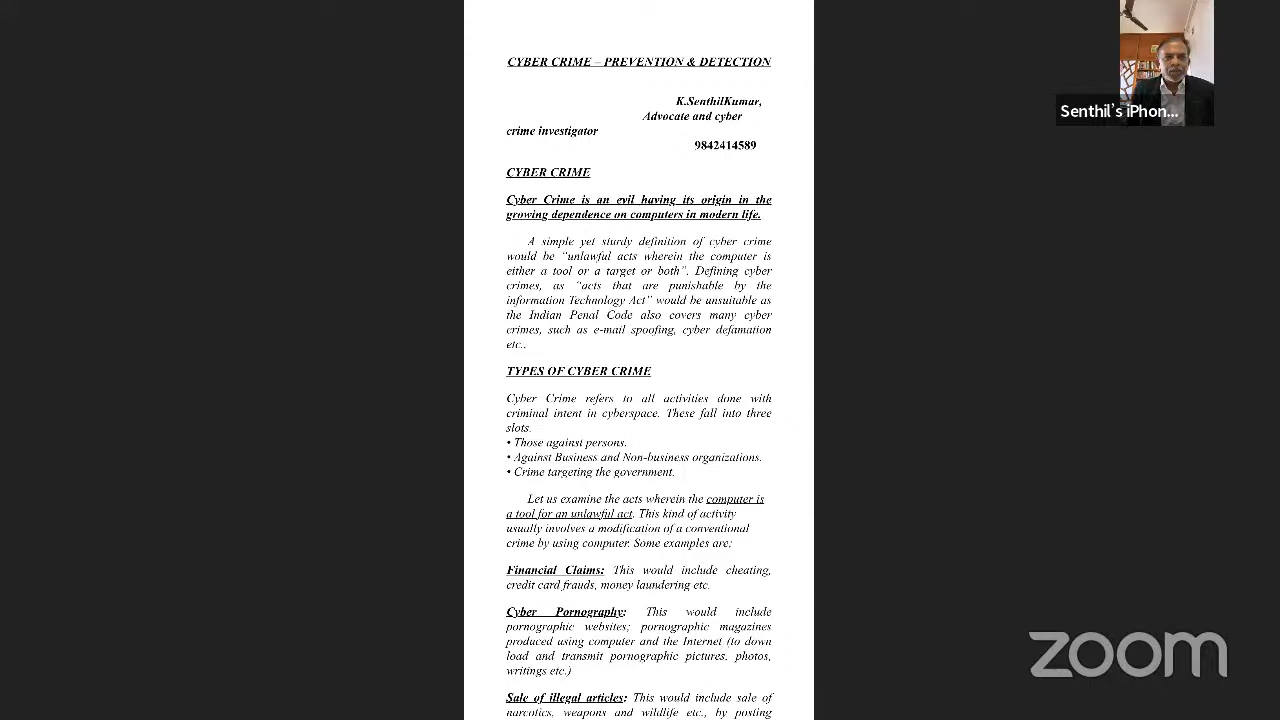 CYBER CRIME – PREVENTION & DETECTION
K.SenthilKumar,
Advocate and cyber
crime investigator
9842414589
CYBER CRIME
Cyber Crime is an evil having its origin in the
growing dependence on computers in modern life.
A simple yet sturdy definition of cyber crime
would be “unlawful acts wherein the computer is
either a tool or a target or both”. Defining cyber
crimes, as “acts that are punishable by the
information Technology Act” would be unsuitable as
the Indian Penal Code also covers many cyber
crimes, such as e-mail spoofing, cyber defamation
etc..
TYPES OF CYBER CRIME
Cyber Crime refers to all activities done with
criminal intent in cyberspace. These fall into three
slots.
• Those against persons.
• Against Business and Non-business organizations.
• Crime targeting the government.
Let us examine the acts wherein the computer is
a tool for an unlawful act. This kind of activity
usually involves a modification of a conventional
crime by using computer. Some examples are;
Financial Claims: This would include cheating,
credit card frauds, money laundering etc.
Cyber Pornography: This would include
pornographic websites; pornographic magazines
produced using computer and the Internet (to down
load and transmit pornographic pictures, photos,
writings etc.)
Sale of illegal articles: This would include sale of
narcotics, weapons and wildlife etc., by posting
Senthil's iPhon...
zoom